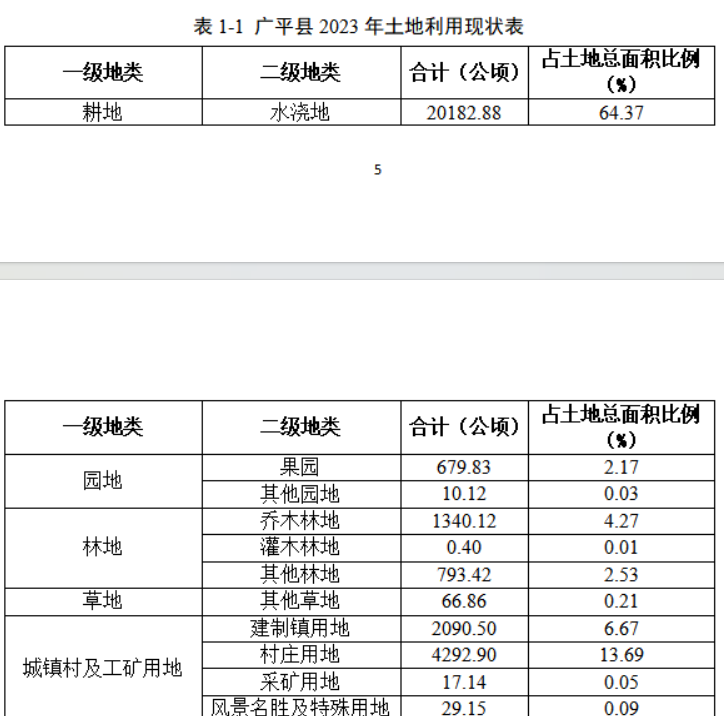 表 1-1 广平县 2023 年土地利用现状表
一级地类 二级地类 合计（公顷） 占土地总面积比例（%）
耕地 水浇地 20182.88 64.37
5
一级地类 二级地类 合计（公顷） 占土地总面积比例（%）
园地 果园 679.83 2.17
其他园地 10.12 0.03
林地 乔木林地 1340.12 4.27
灌木林地 0.40 0.01
其他林地 793.42 2.53
草地 其他草地 66.86 0.21
城镇村及工矿用地 建制镇用地 2090.50 6.67
村庄用地 4292.90 13.69
采矿用地 17.14 0.05
风景名胜及特殊用地 29.15 0.09